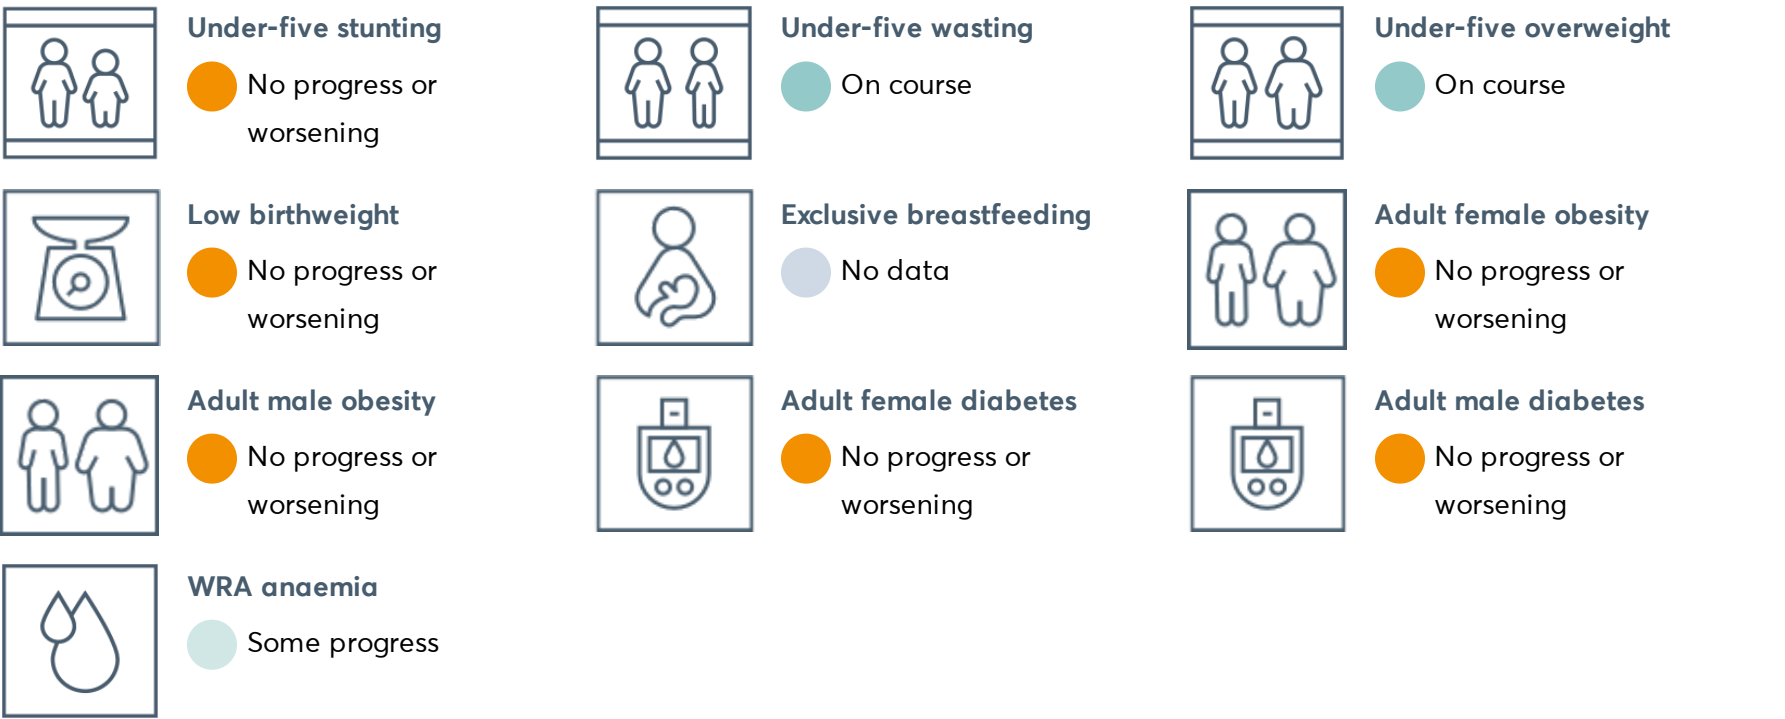 Under-five stunting
No progress or
worsening
Under-five wasting
On course
Under-five overweight
On course
Low birthweight
No progress or
worsening
Exclusive breastfeeding
No data
Adult female obesity
No progress or
worsening
Adult male obesity
No progress or
worsening
Adult female diabetes
No progress or
worsening
Adult male diabetes
No progress or
worsening
WRA anaemia
Some progress